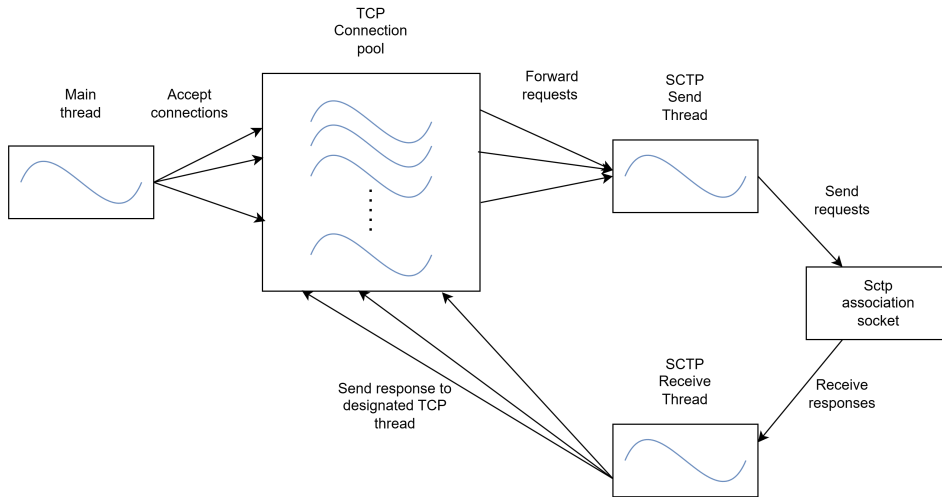 TCP
Connection
pool
Main
thread
Accept
connections
Forward
requests
SCTP
Send
Thread
Send
requests
Sctp
association
socket
SCTP
Receive
Thread
Receive
responses
Send response to
designated TCP
thread